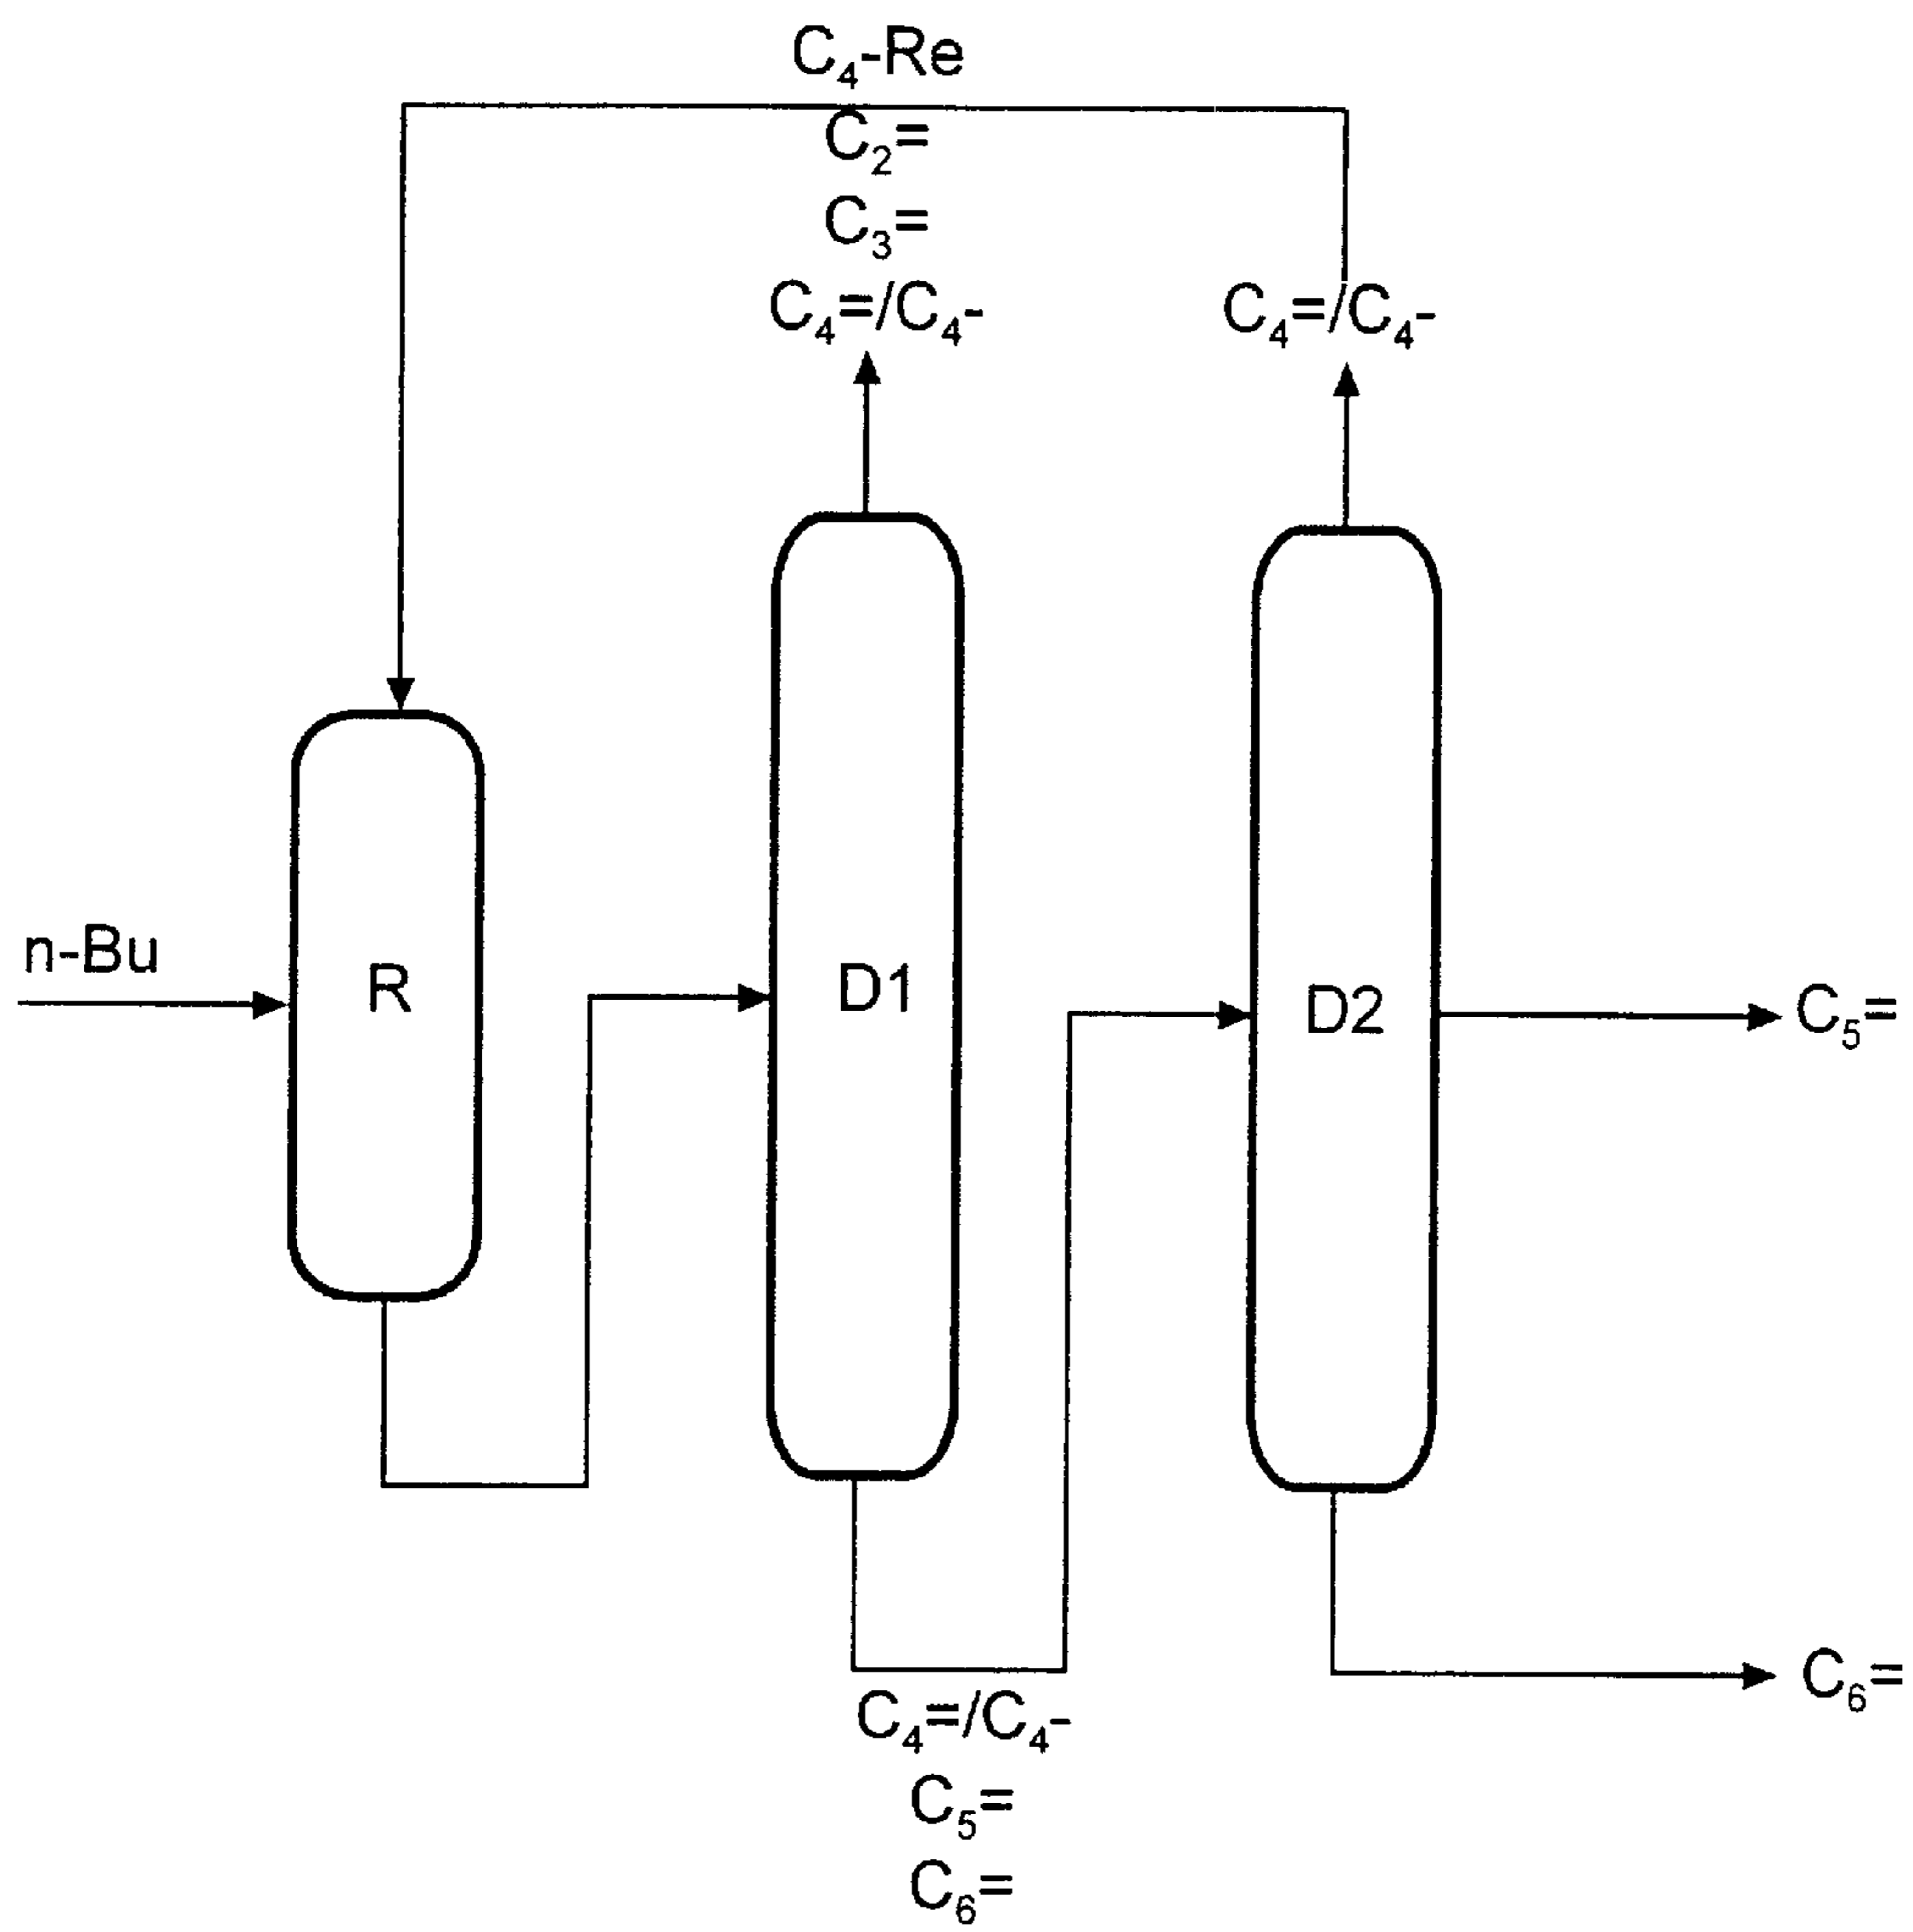 C₄-Re
C₂=
C₃=
C₄=/C₄-
C₄=/C₄-
n-Bu
R
D1
D2
C₅=
C₆=
C₄=/C₄-
C₅=
C₆=